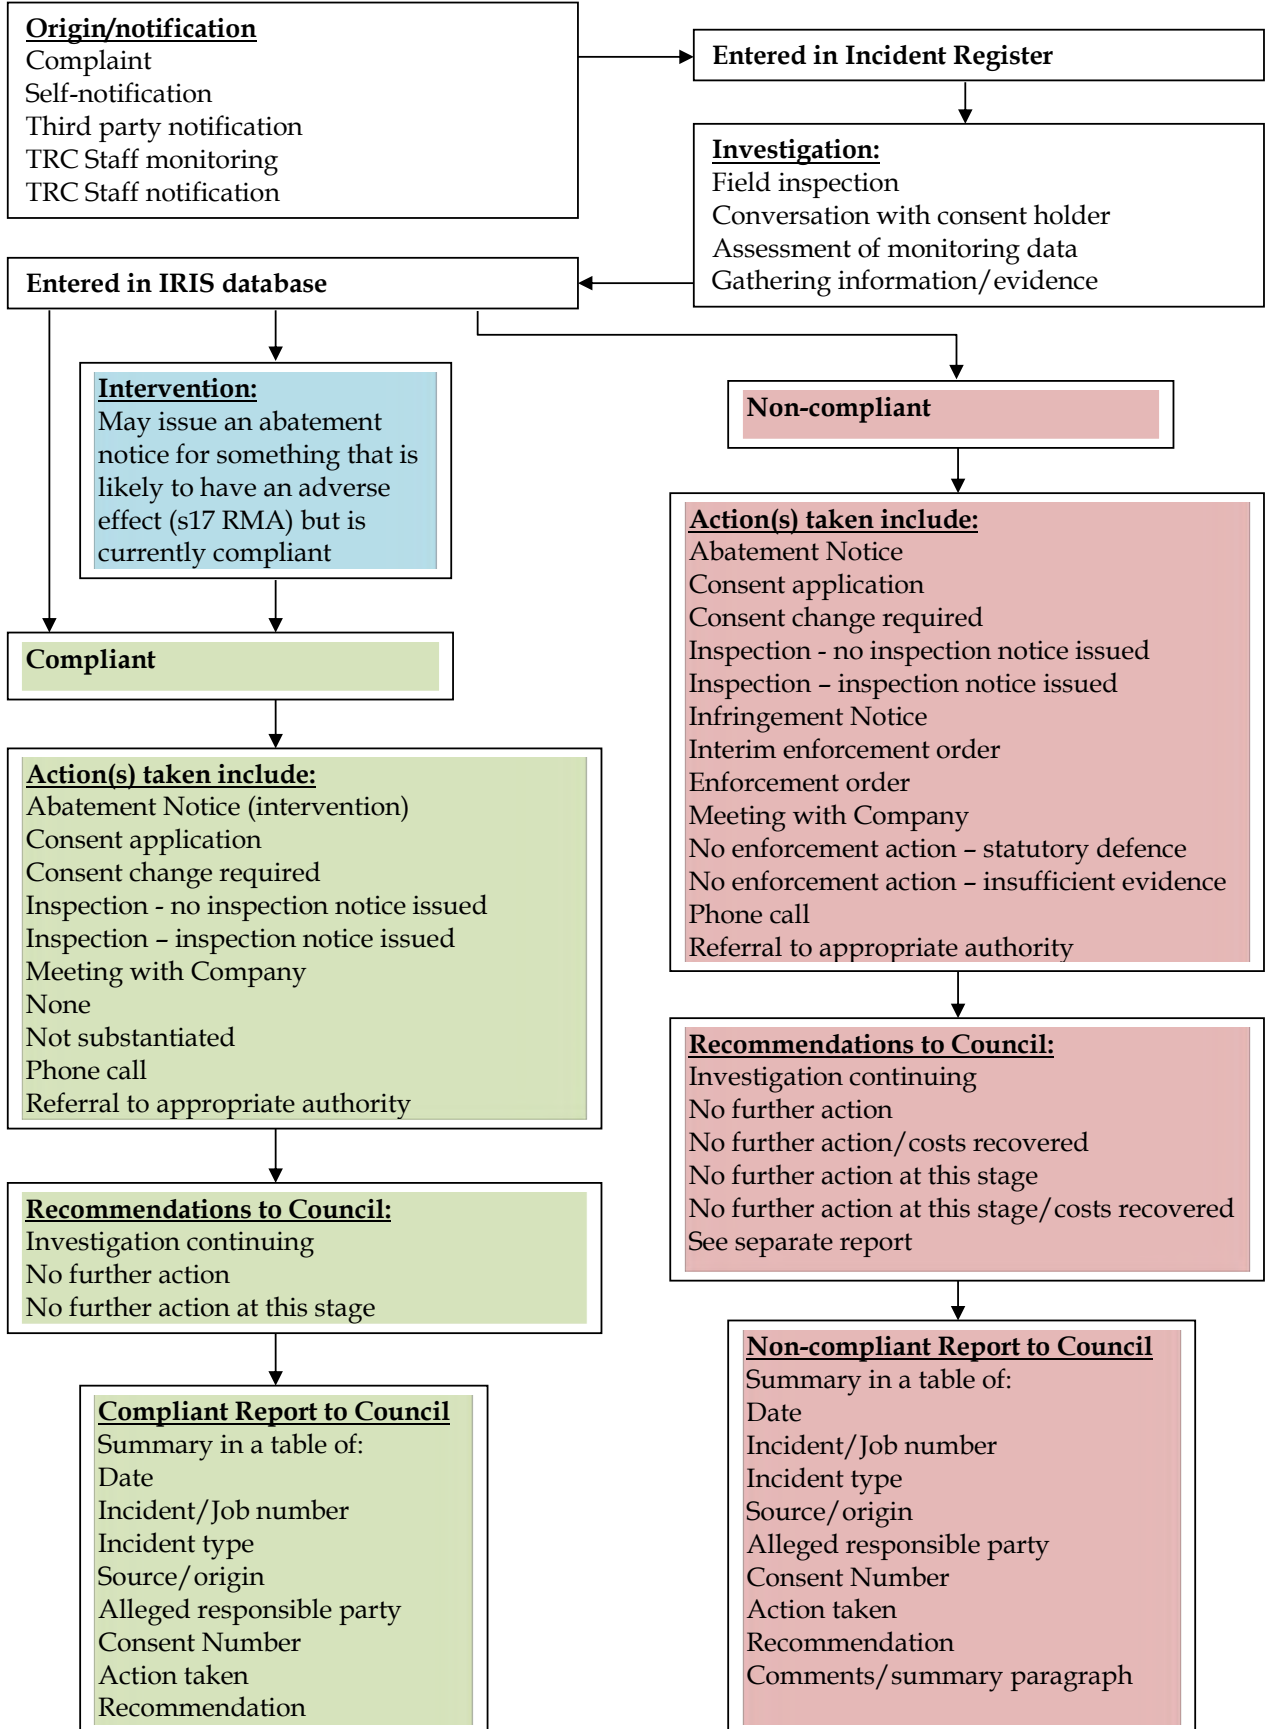 Origin/notification
Complaint
Self-notification
Third party notification
TRC Staff monitoring
TRC Staff notification
Entered in Incident Register
Investigation:
Field inspection
Conversation with consent holder
Assessment of monitoring data
Gathering information/evidence
Entered in IRIS database
Intervention:
May issue an abatement
notice for something that is
likely to have an adverse
effect (s17 RMA) but is
currently compliant
Compliant
Action(s) taken include:
Abatement Notice (intervention)
Consent application
Consent change required
Inspection - no inspection notice issued
Inspection – inspection notice issued
Meeting with Company
None
Not substantiated
Phone call
Referral to appropriate authority
Recommendations to Council:
Investigation continuing
No further action
No further action at this stage
Compliant Report to Council
Summary in a table of:
Date
Incident/Job number
Incident type
Source/origin
Alleged responsible party
Consent Number
Action taken
Recommendation
Non-compliant
Action(s) taken include:
Abatement Notice
Consent application
Consent change required
Inspection - no inspection notice issued
Inspection – inspection notice issued
Infringement Notice
Interim enforcement order
Enforcement order
Meeting with Company
No enforcement action – statutory defence
No enforcement action – insufficient evidence
Phone call
Referral to appropriate authority
Recommendations to Council:
Investigation continuing
No further action
No further action/costs recovered
No further action at this stage
No further action at this stage/costs recovered
See separate report
Non-compliant Report to Council
Summary in a table of:
Date
Incident/Job number
Incident type
Source/origin
Alleged responsible party
Consent Number
Action taken
Recommendation
Comments/summary paragraph